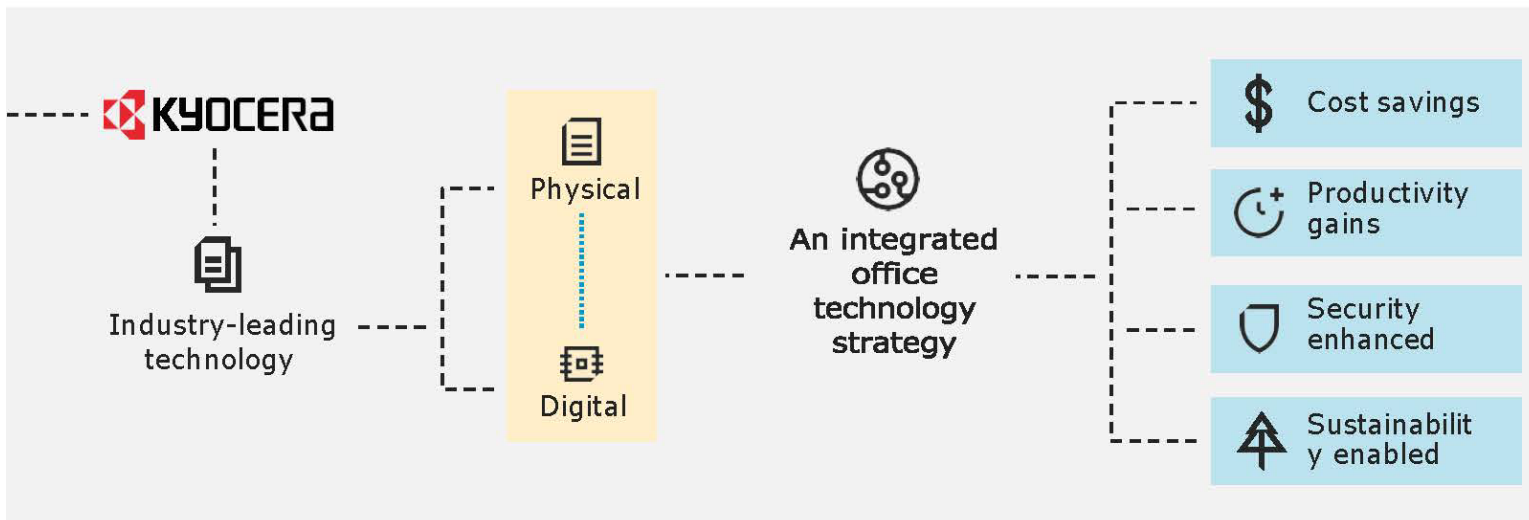 KYOCERA
Industry-leading
technology
Physical
Digital
An integrated
office
technology
strategy
$
Cost savings
Productivity
gains
Security
enhanced
Sustainabilit
y enabled